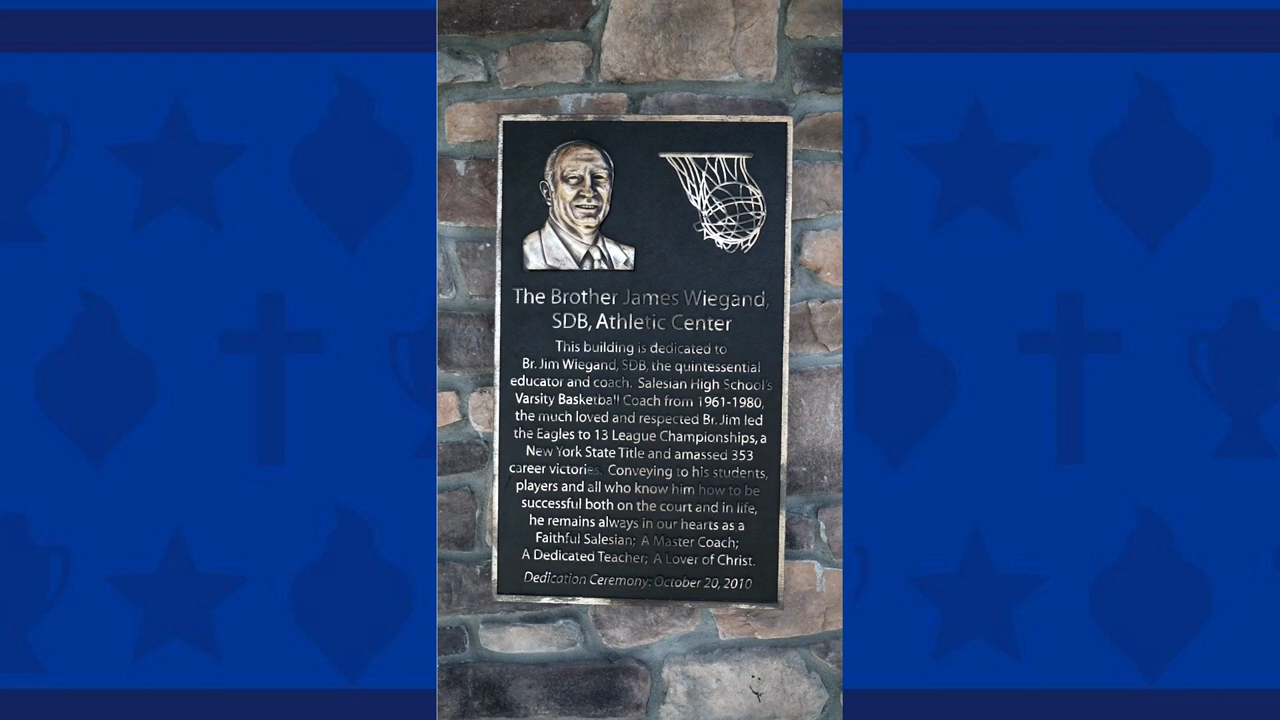 The Brother James Wiegand,
SDB, Athletic Center
This building is dedicated to
Br. Jim Wiegand, SDB, the quintessential
educator and coach. Salesian High School's
Varsity Basketball Coach from 1961-1980,
the much loved and respected Br. Jim led
the Eagles to 13 League Championships, a
New York State Title and amassed 353
career victories. Conveying to his students,
players and all who know him how to be
successful both on the court and in life,
he remains always in our hearts as a
Faithful Salesian; A Master Coach;
A Dedicated Teacher; A Lover of Christ.
Dedication Ceremony: October 20, 2010